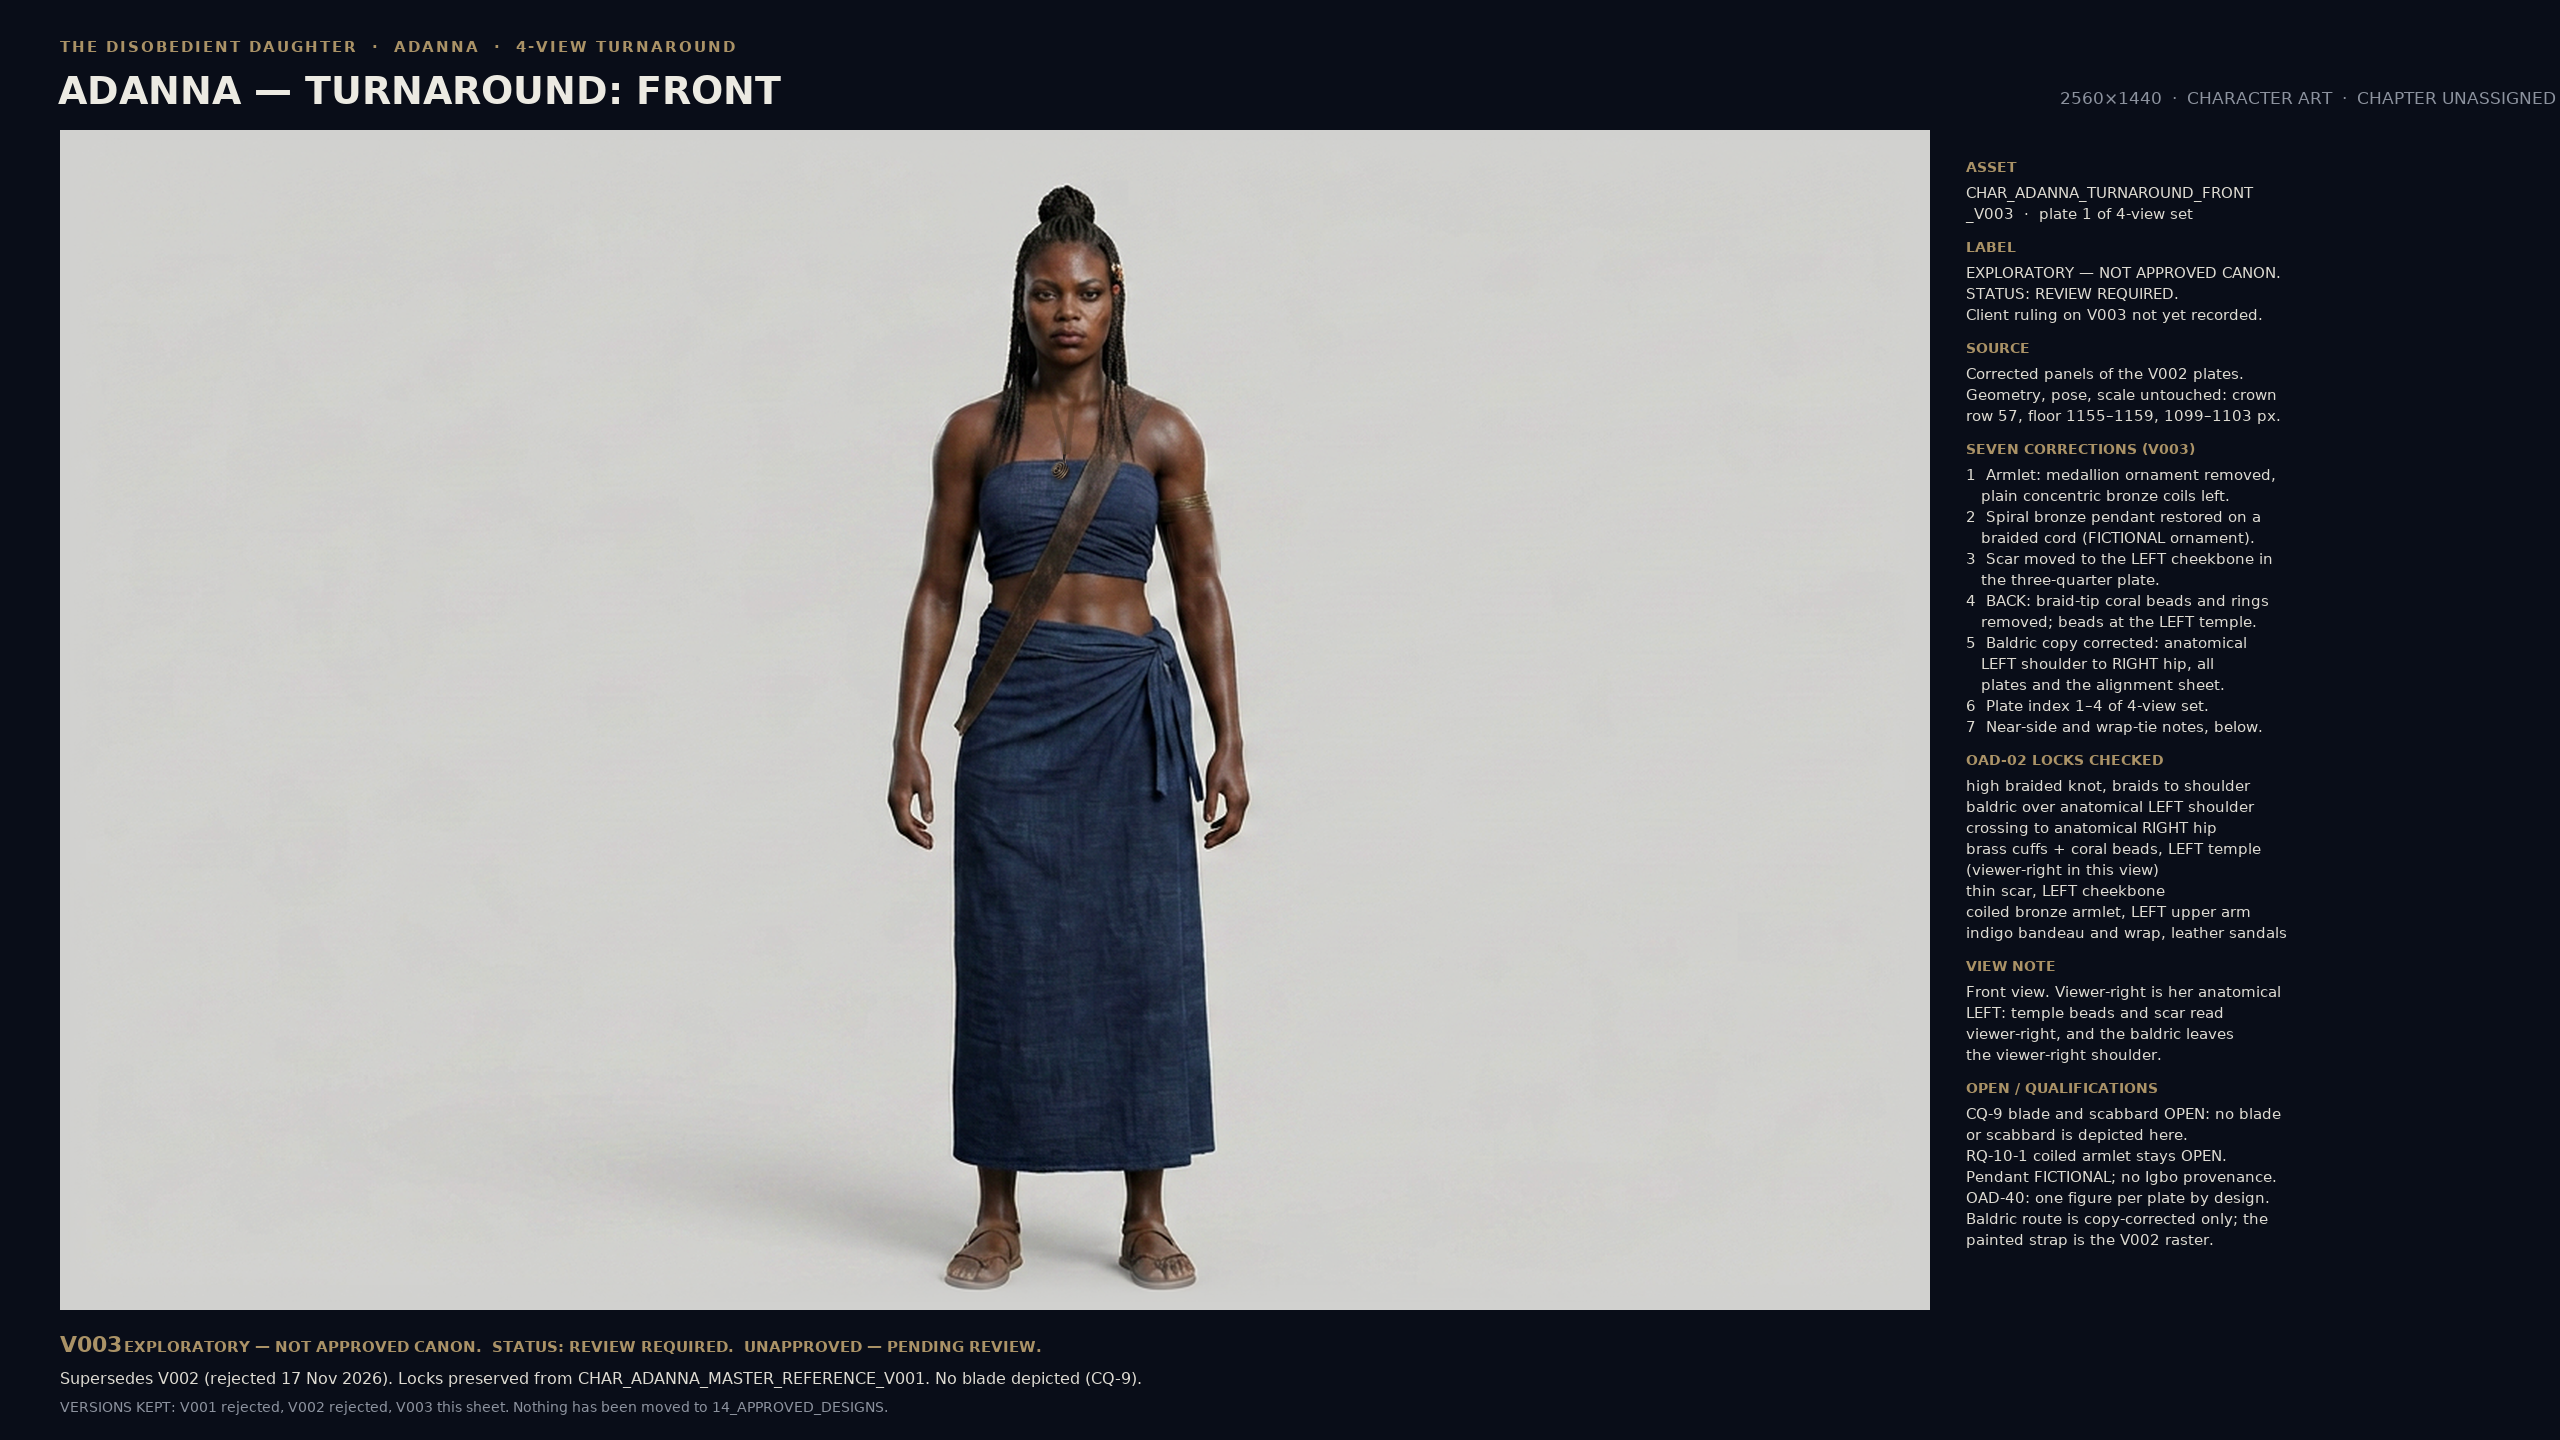 THE DISOBEDIENT DAUGHTER · ADANNA · 4-VIEW TURNAROUND
ADANNA — TURNAROUND: FRONT
2560×1440 · CHARACTER ART · CHAPTER UNASSIGNED
ASSET
CHAR_ADANNA_TURNAROUND_FRONT
_V003 · plate 1 of 4-view set
LABEL
EXPLORATORY — NOT APPROVED CANON.
STATUS: REVIEW REQUIRED.
Client ruling on V003 not yet recorded.
SOURCE
Corrected panels of the V002 plates.
Geometry, pose, scale untouched: crown
row 57, floor 1155–1159, 1099–1103 px.
SEVEN CORRECTIONS (V003)
1 Armlet: medallion ornament removed,
plain concentric bronze coils left.
2 Spiral bronze pendant restored on a
braided cord (FICTIONAL ornament).
3 Scar moved to the LEFT cheekbone in
the three-quarter plate.
4 BACK: braid-tip coral beads and rings
removed; beads at the LEFT temple.
5 Baldric copy corrected: anatomical
LEFT shoulder to RIGHT hip, all
plates and the alignment sheet.
6 Plate index 1–4 of 4-view set.
7 Near-side and wrap-tie notes, below.
OAD-02 LOCKS CHECKED
high braided knot, braids to shoulder
baldric over anatomical LEFT shoulder
crossing to anatomical RIGHT hip
brass cuffs + coral beads, LEFT temple
(viewer-right in this view)
thin scar, LEFT cheekbone
coiled bronze armlet, LEFT upper arm
indigo bandeau and wrap, leather sandals
VIEW NOTE
Front view. Viewer-right is her anatomical
LEFT: temple beads and scar read
viewer-right, and the baldric leaves
the viewer-right shoulder.
OPEN / QUALIFICATIONS
CQ-9 blade and scabbard OPEN: no blade
or scabbard is depicted here.
RQ-10-1 coiled armlet stays OPEN.
Pendant FICTIONAL; no Igbo provenance.
OAD-40: one figure per plate by design.
Baldric route is copy-corrected only; the
painted strap is the V002 raster.
V003 EXPLORATORY — NOT APPROVED CANON. STATUS: REVIEW REQUIRED. UNAPPROVED — PENDING REVIEW.
Supersedes V002 (rejected 17 Nov 2026). Locks preserved from CHAR_ADANNA_MASTER_REFERENCE_V001. No blade depicted (CQ-9).
VERSIONS KEPT: V001 rejected, V002 rejected, V003 this sheet. Nothing has been moved to 14_APPROVED_DESIGNS.